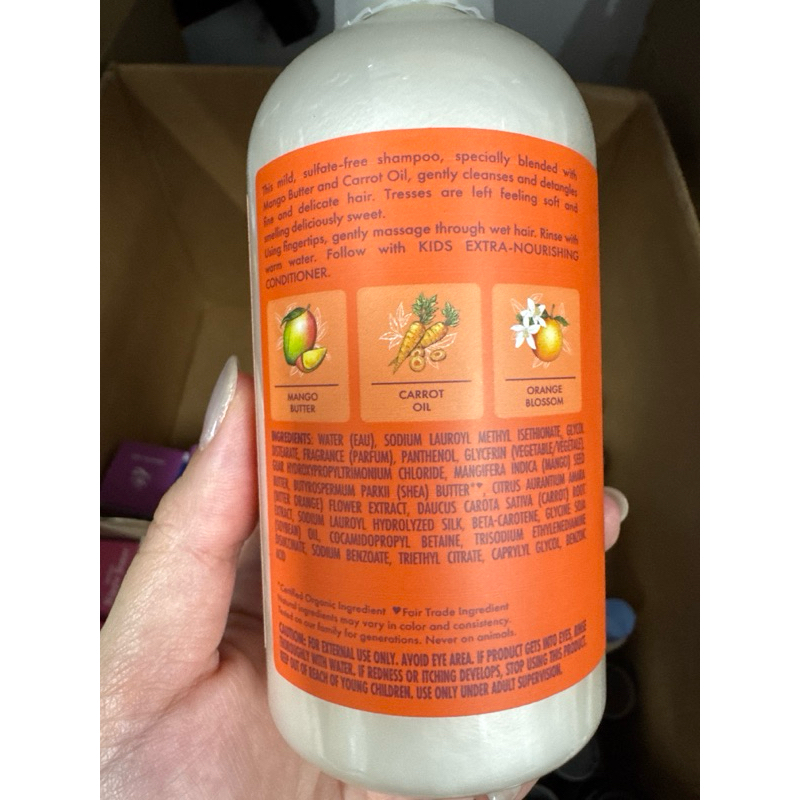 This mild, sulfate-free shampoo, specially blended with
Mango Butter and Carrot Oil, gently cleanses and detangles
fine and delicate hair. Tresses are left feeling soft and
smelling deliciously sweet.
Using fingertips, gently massage through wet hair. Rinse with
warm water. Follow with KIDS EXTRA-NOURISHING
CONDITIONER.
MANGO
BUTTER
CARROT
OIL
ORANGE
BLOSSOM
INGREDIENTS: WATER (EAU), SODIUM LAUROYL METHYL ISETHIONATE, GLYCOL
DISTEARATE, FRAGRANCE (PARFUM), PANTHENOL, GLYCERIN (VEGETABLE/VÉGÉTALE),
GUAR HYDROXYPROPYLTRIMONIUM CHLORIDE, MANGIFERA INDICA (MANGO) SEED
BUTTER, BUTYROSPERMUM PARKII (SHEA) BUTTER*♥, CITRUS AURANTIUM AMARA
(BITTER ORANGE) FLOWER EXTRACT, DAUCUS CAROTA SATIVA (CARROT) ROOT
EXTRACT, SODIUM LAUROYL HYDROLYZED SILK, BETA-CAROTENE, GLYCINE SOJA
(SOYBEAN) OIL, COCAMIDOPROPYL BETAINE, TRISODIUM ETHYLENEDIAMINE
DISUCCINATE, SODIUM BENZOATE, TRIETHYL CITRATE, CAPRYLYL GLYCOL, BENZOIC
ACID
*Certified Organic Ingredient ♥Fair Trade Ingredient
Natural ingredients may vary in color and consistency.
Tested on our family for generations. Never on animals.
CAUTION: FOR EXTERNAL USE ONLY. AVOID EYE AREA. IF PRODUCT GETS INTO EYES, RINSE
THOROUGHLY WITH WATER. IF REDNESS OR ITCHING DEVELOPS, STOP USING THIS PRODUCT.
KEEP OUT OF REACH OF YOUNG CHILDREN. USE ONLY UNDER ADULT SUPERVISION.